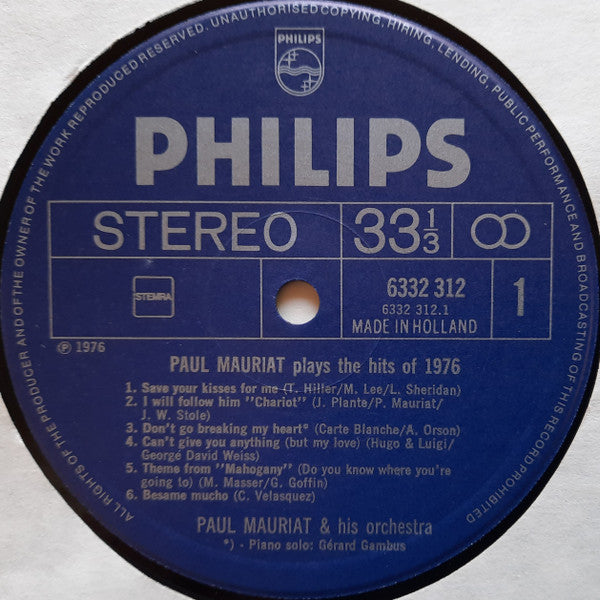 ALL RIGHTS OF THE PRODUCER AND OF THE OWNER OF THE WORK REPRODUCED RESERVED. UNAUTHORISED COPYING, HIRING, LENDING, PUBLIC PERFORMANCE AND BROADCASTING OF THIS RECORD PROHIBITED
PHILIPS
PHILIPS
STEREO 33 1/3
STEMRA
6332 312
6332 312.1
MADE IN HOLLAND
1
℗ 1976
PAUL MAURIAT plays the hits of 1976
1. Save your kisses for me (T. Hiller/M. Lee/L. Sheridan)
2. I will follow him "Chariot" (J. Plante/P. Mauriat/
J. W. Stole)
3. Don't go breaking my heart* (Carte Blanche/A. Orson)
4. Can't give you anything (but my love) (Hugo & Luigi/
George David Weiss)
5. Theme from "Mahogany" (Do you know where you're
going to) (M. Masser/G. Goffin)
6. Besame mucho (C. Velasquez)
PAUL MAURIAT & his orchestra
*) - Piano solo: Gérard Gambus